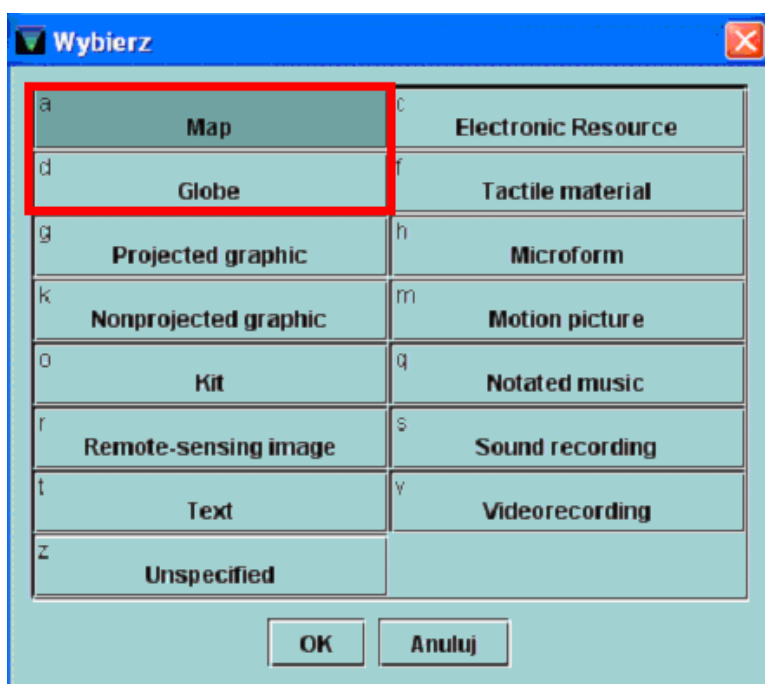 Wybierz
a Map c Electronic Resource
d Globe f Tactile material
g Projected graphic h Microform
k Nonprojected graphic m Motion picture
o Kit q Notated music
r Remote-sensing image s Sound recording
t Text v Videorecording
z Unspecified
OK Anuluj